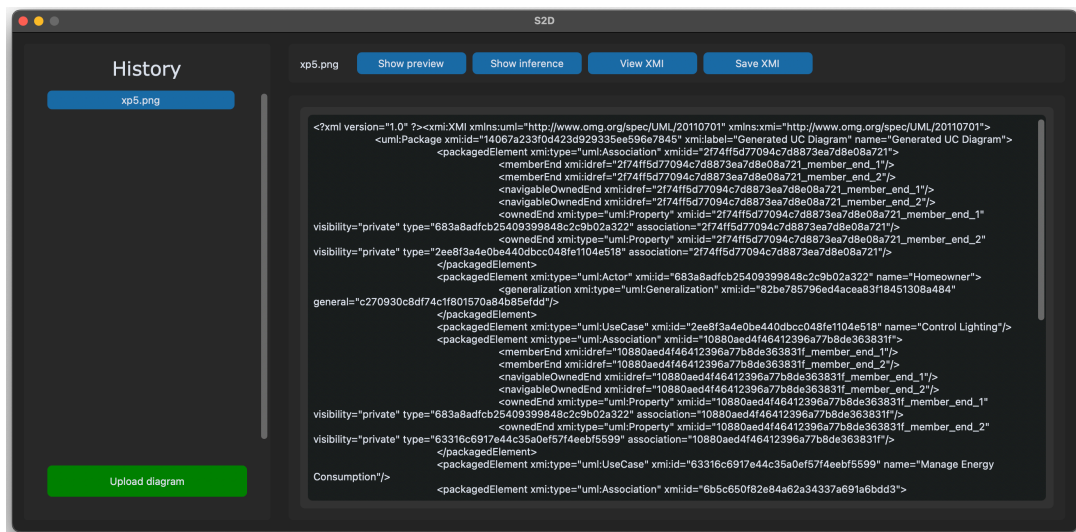 S2D
History
xp5.png
Upload diagram
xp5.png
Show preview
Show inference
View XMI
Save XMI
<?xml version="1.0" ?><xmi:XMI xmlns:uml="http://www.omg.org/spec/UML/20110701" xmlns:xmi="http://www.omg.org/spec/UML/20110701">
<uml:Package xmi:id="14067a233f0d423d929335ee596e7845" xmi:label="Generated UC Diagram" name="Generated UC Diagram">
<packagedElement xmi:type="uml:Association" xmi:id="2f74ff5d77094c7d8873ea7d8e08a721">
<memberEnd xmi:idref="2f74ff5d77094c7d8873ea7d8e08a721_member_end_1"/>
<memberEnd xmi:idref="2f74ff5d77094c7d8873ea7d8e08a721_member_end_2"/>
<navigableOwnedEnd xmi:idref="2f74ff5d77094c7d8873ea7d8e08a721_member_end_1"/>
<navigableOwnedEnd xmi:idref="2f74ff5d77094c7d8873ea7d8e08a721_member_end_2"/>
<ownedEnd xmi:type="uml:Property" xmi:id="2f74ff5d77094c7d8873ea7d8e08a721_member_end_1"
visibility="private" type="683a8adfcb25409399848c2c9b02a322" association="2f74ff5d77094c7d8873ea7d8e08a721"/>
<ownedEnd xmi:type="uml:Property" xmi:id="2f74ff5d77094c7d8873ea7d8e08a721_member_end_2"
visibility="private" type="2ee8f3a4e0be440dbcc048fe1104e518" association="2f74ff5d77094c7d8873ea7d8e08a721"/>
</packagedElement>
<packagedElement xmi:type="uml:Actor" xmi:id="683a8adfcb25409399848c2c9b02a322" name="Homeowner">
<generalization xmi:type="uml:Generalization" xmi:id="82be785796ed4acea83f18451308a484"
general="c270930c8df74c1f801570a84b85efdd"/>
</packagedElement>
<packagedElement xmi:type="uml:UseCase" xmi:id="2ee8f3a4e0be440dbcc048fe1104e518" name="Control Lighting"/>
<packagedElement xmi:type="uml:Association" xmi:id="10880aed4f46412396a77b8de363831f">
<memberEnd xmi:idref="10880aed4f46412396a77b8de363831f_member_end_1"/>
<memberEnd xmi:idref="10880aed4f46412396a77b8de363831f_member_end_2"/>
<navigableOwnedEnd xmi:idref="10880aed4f46412396a77b8de363831f_member_end_1"/>
<navigableOwnedEnd xmi:idref="10880aed4f46412396a77b8de363831f_member_end_2"/>
<ownedEnd xmi:type="uml:Property" xmi:id="10880aed4f46412396a77b8de363831f_member_end_1"
visibility="private" type="683a8adfcb25409399848c2c9b02a322" association="10880aed4f46412396a77b8de363831f"/>
<ownedEnd xmi:type="uml:Property" xmi:id="10880aed4f46412396a77b8de363831f_member_end_2"
visibility="private" type="63316c6917e44c35a0ef57f4eebf5599" association="10880aed4f46412396a77b8de363831f"/>
</packagedElement>
<packagedElement xmi:type="uml:UseCase" xmi:id="63316c6917e44c35a0ef57f4eebf5599" name="Manage Energy
Consumption"/>
<packagedElement xmi:type="uml:Association" xmi:id="6b5c650f82e84a62a34337a691a6bdd3">